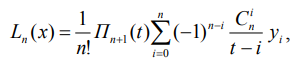 $L_n(x) = \frac{1}{n!} \Pi_{n+1}(t) \sum_{i=0}^{n} (-1)^{n-i} \frac{C_n^i}{t-i} y_i,$